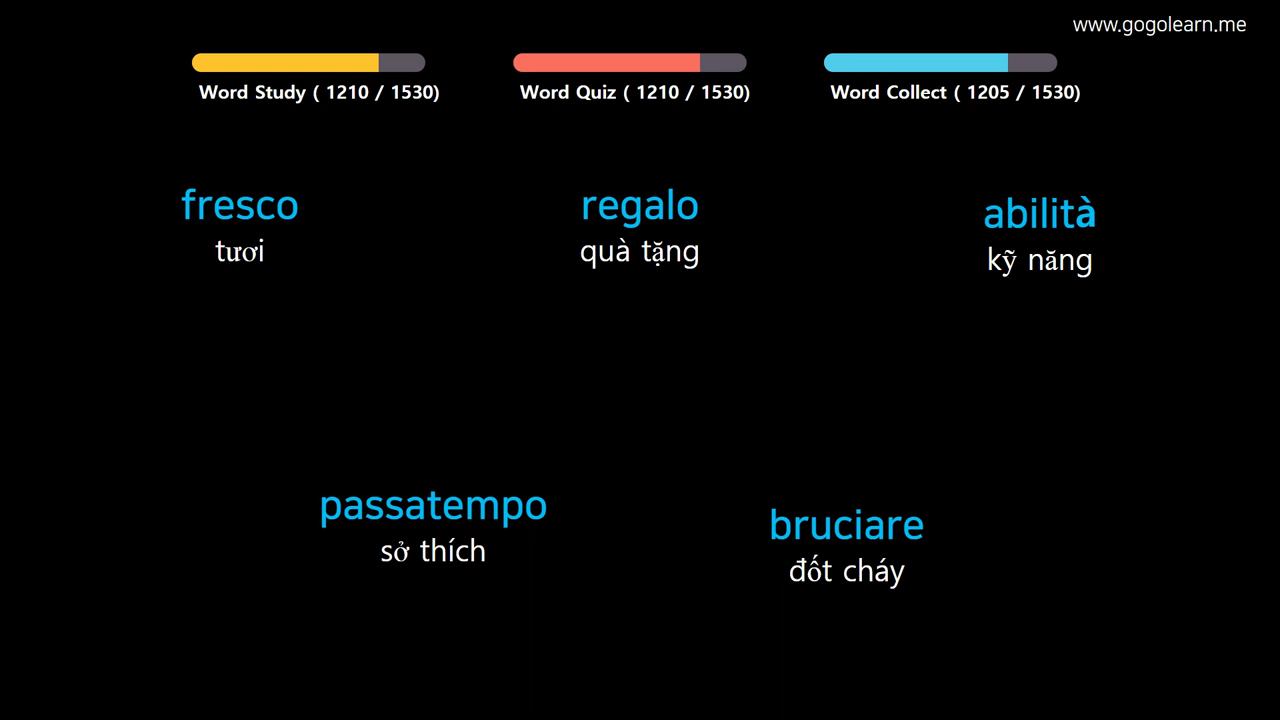 www.gogolearn.me
Word Study ( 1210 / 1530)
Word Quiz ( 1210 / 1530)
Word Collect ( 1205 / 1530)
fresco
tươi
regalo
quà tặng
abilità
kỹ năng
passatempo
sở thích
bruciare
đốt cháy